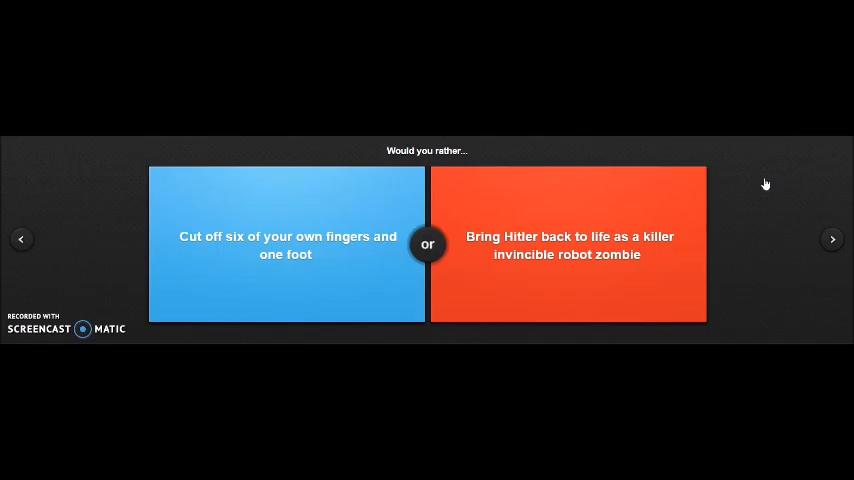 Would you rather...
Cut off six of your own fingers and
one foot
or
Bring Hitler back to life as a killer
invincible robot zombie
RECORDED WITH
SCREENCAST MATIC